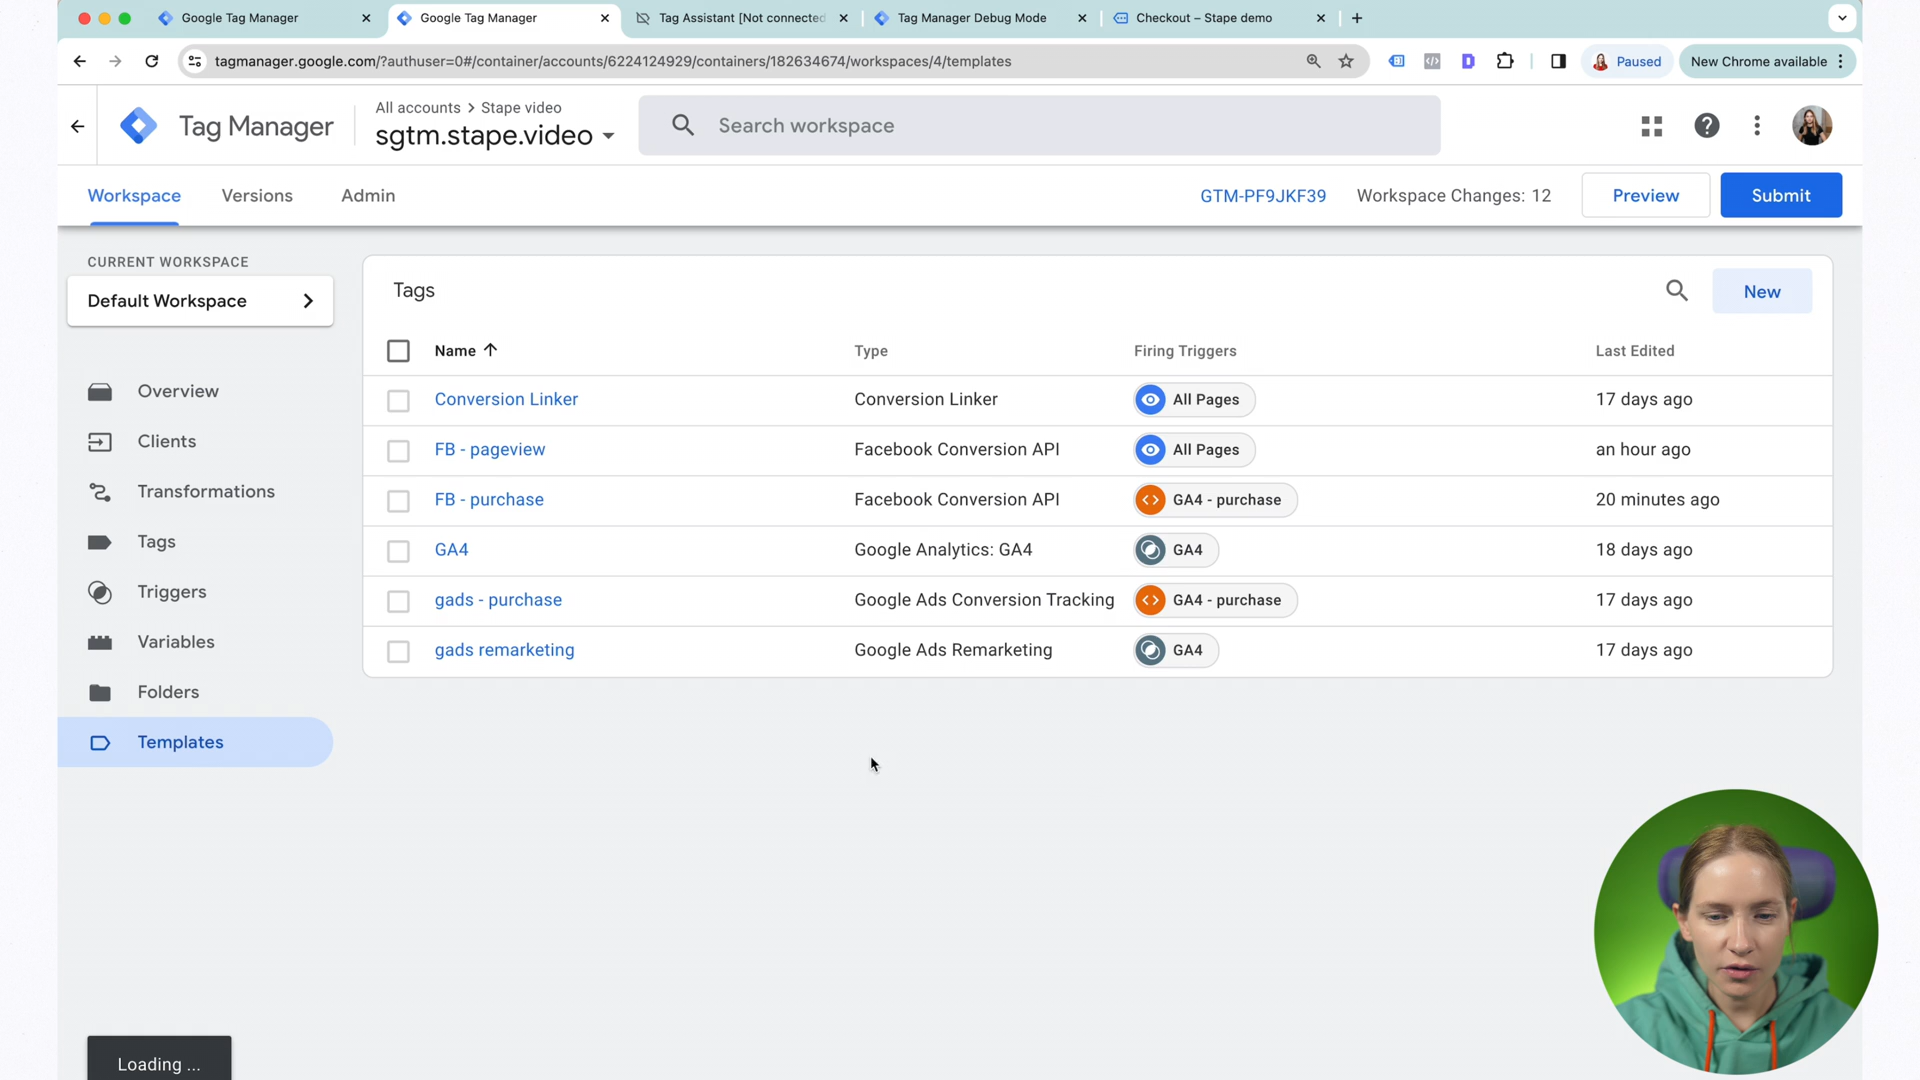 Google Tag Manager
Google Tag Manager
Tag Assistant [Not connected
Tag Manager Debug Mode
Checkout – Stape demo
tagmanager.google.com/?authuser=0#/container/accounts/6224124929/containers/182634674/workspaces/4/templates
Paused
New Chrome available
Tag Manager
All accounts > Stape video
sgtm.stape.video
Search workspace
Workspace
Versions
Admin
GTM-PF9JKF39
Workspace Changes: 12
Preview
Submit
CURRENT WORKSPACE
Default Workspace
Overview
Clients
Transformations
Tags
Triggers
Variables
Folders
Templates
Tags
New
Name Type Firing Triggers Last Edited
Conversion Linker Conversion Linker All Pages 17 days ago
FB - pageview Facebook Conversion API All Pages an hour ago
FB - purchase Facebook Conversion API GA4 - purchase 20 minutes ago
GA4 Google Analytics: GA4 GA4 18 days ago
gads - purchase Google Ads Conversion Tracking GA4 - purchase 17 days ago
gads remarketing Google Ads Remarketing GA4 17 days ago
Loading ...